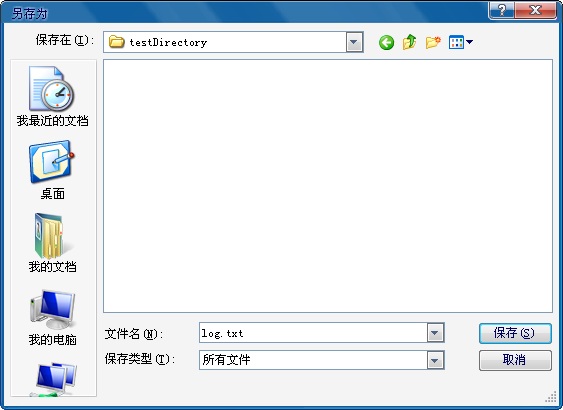 另存为
保存在(I):
testDirectory
我最近的文档
桌面
我的文档
我的电脑
文件名(N):
log.txt
保存(S)
保存类型(T):
所有文件
取消